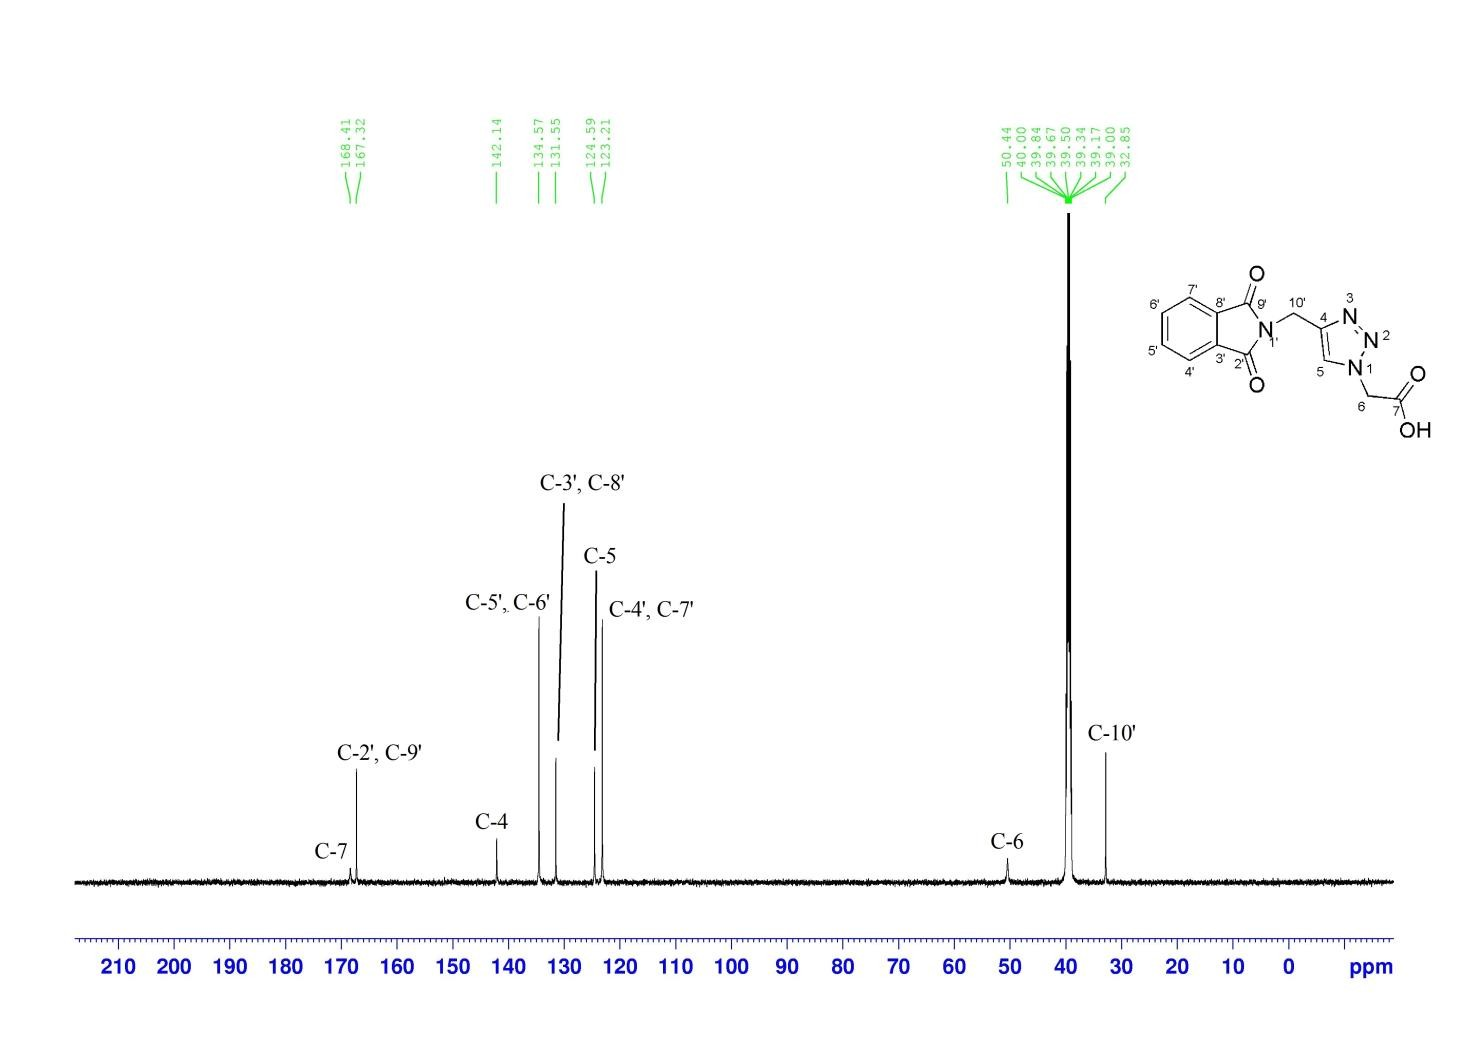 168.41
167.32
142.14
134.57
131.55
124.59
123.21
50.44
40.00
39.84
39.67
39.50
39.34
39.17
39.00
32.85
O
7'
8'
9'
10'
3
6'
4
N
N
1'
N
2
5'
3'
2'
5
N
1
4'
O
O
6
7
OH
C-3', C-8'
C-5
C-5', C-6'
C-4', C-7'
C-10'
C-2', C-9'
C-4
C-6
C-7
210 200 190 180 170 160 150 140 130 120 110 100 90 80 70 60 50 40 30 20 10 0 ppm